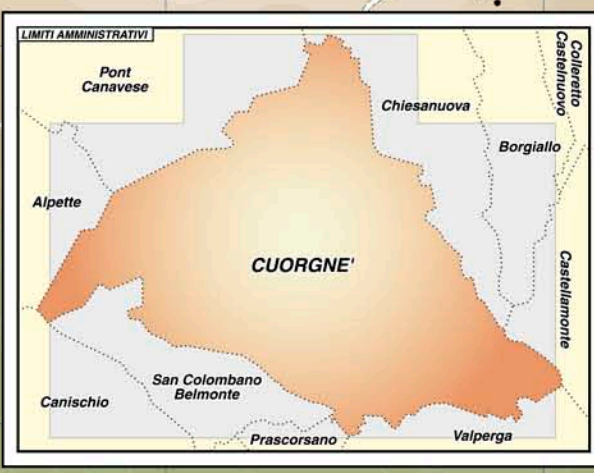 LIMITI AMMINISTRATIVI
Pont
Canavese
Colleretto
Castelnuovo
Chiesanuova
Borgiallo
Alpette
CUORGNE'
Castellamonte
San Colombano
Belmonte
Canischio
Prascorsano
Valperga